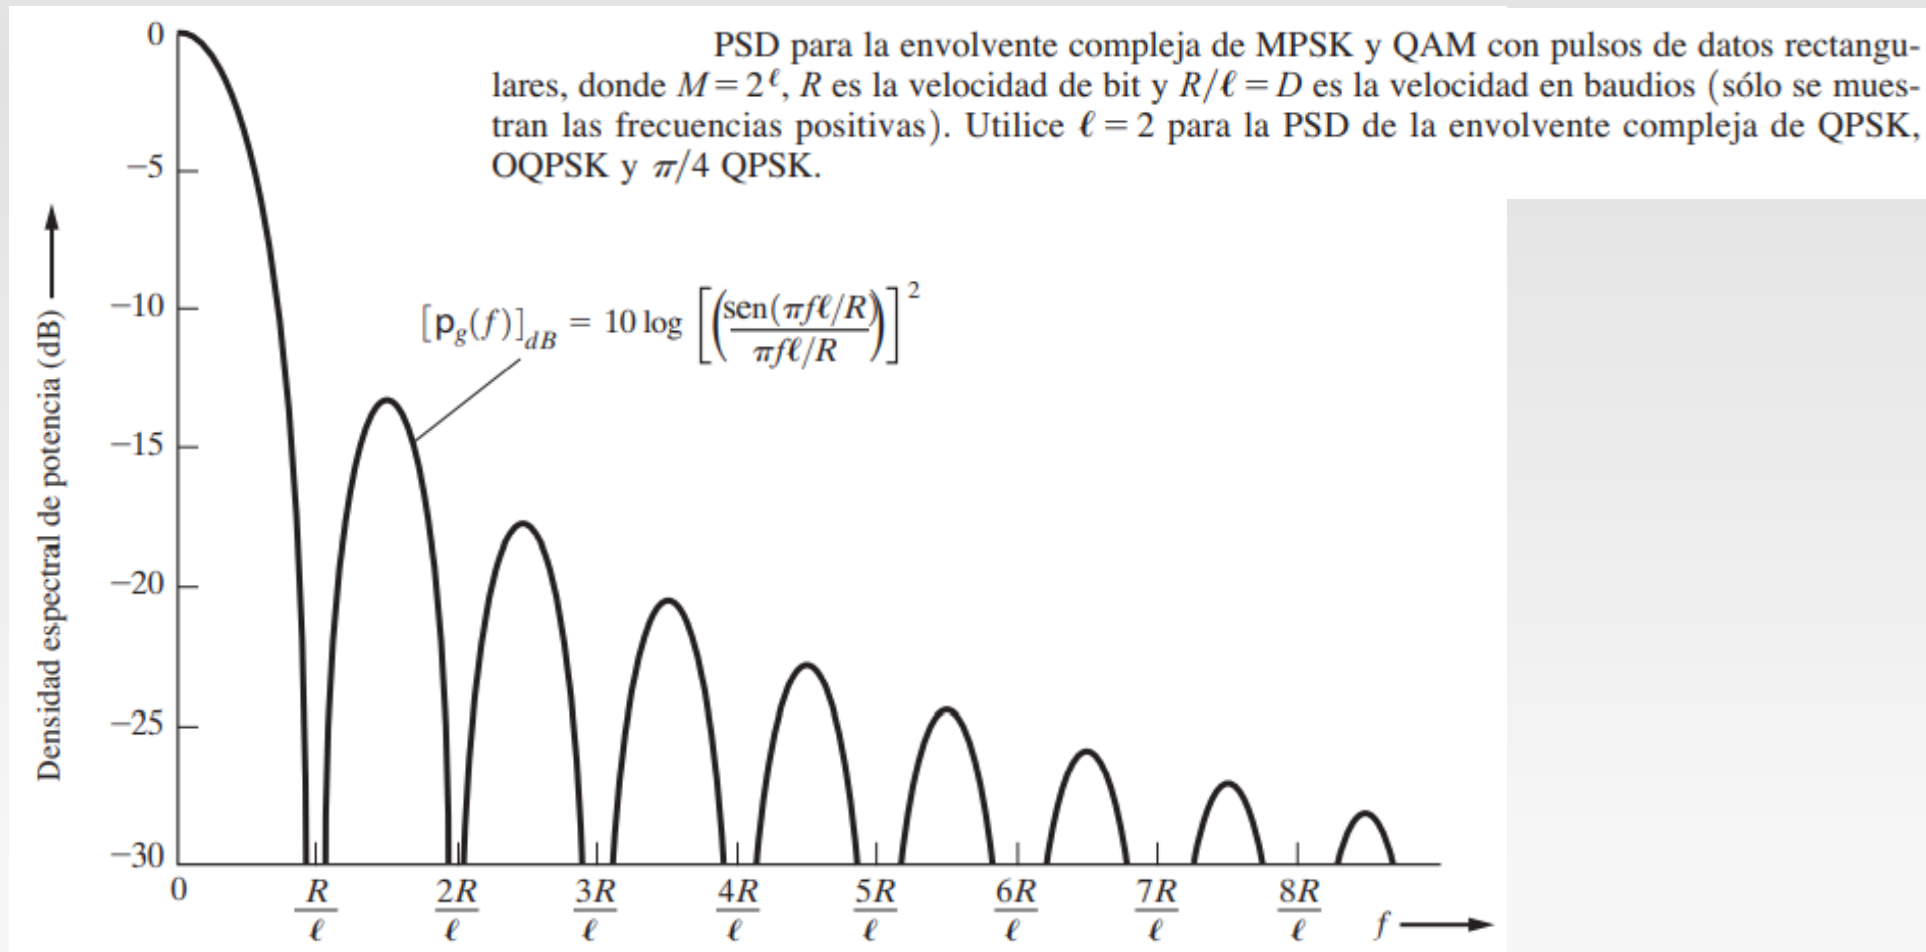 PSD para la envolvente compleja de MPSK y QAM con pulsos de datos rectangu-
lares, donde M = 2^ℓ, R es la velocidad de bit y R/ℓ = D es la velocidad en baudios (sólo se mues-
tran las frecuencias positivas). Utilice ℓ = 2 para la PSD de la envolvente compleja de QPSK,
OQPSK y π/4 QPSK.
Densidad espectral de potencia (dB)
0
−5
−10
−15
−20
−25
−30
[p_g(f)]_dB = 10 log [(sen(πfℓ/R)/πfℓ/R)]^2
0 R/ℓ 2R/ℓ 3R/ℓ 4R/ℓ 5R/ℓ 6R/ℓ 7R/ℓ 8R/ℓ f